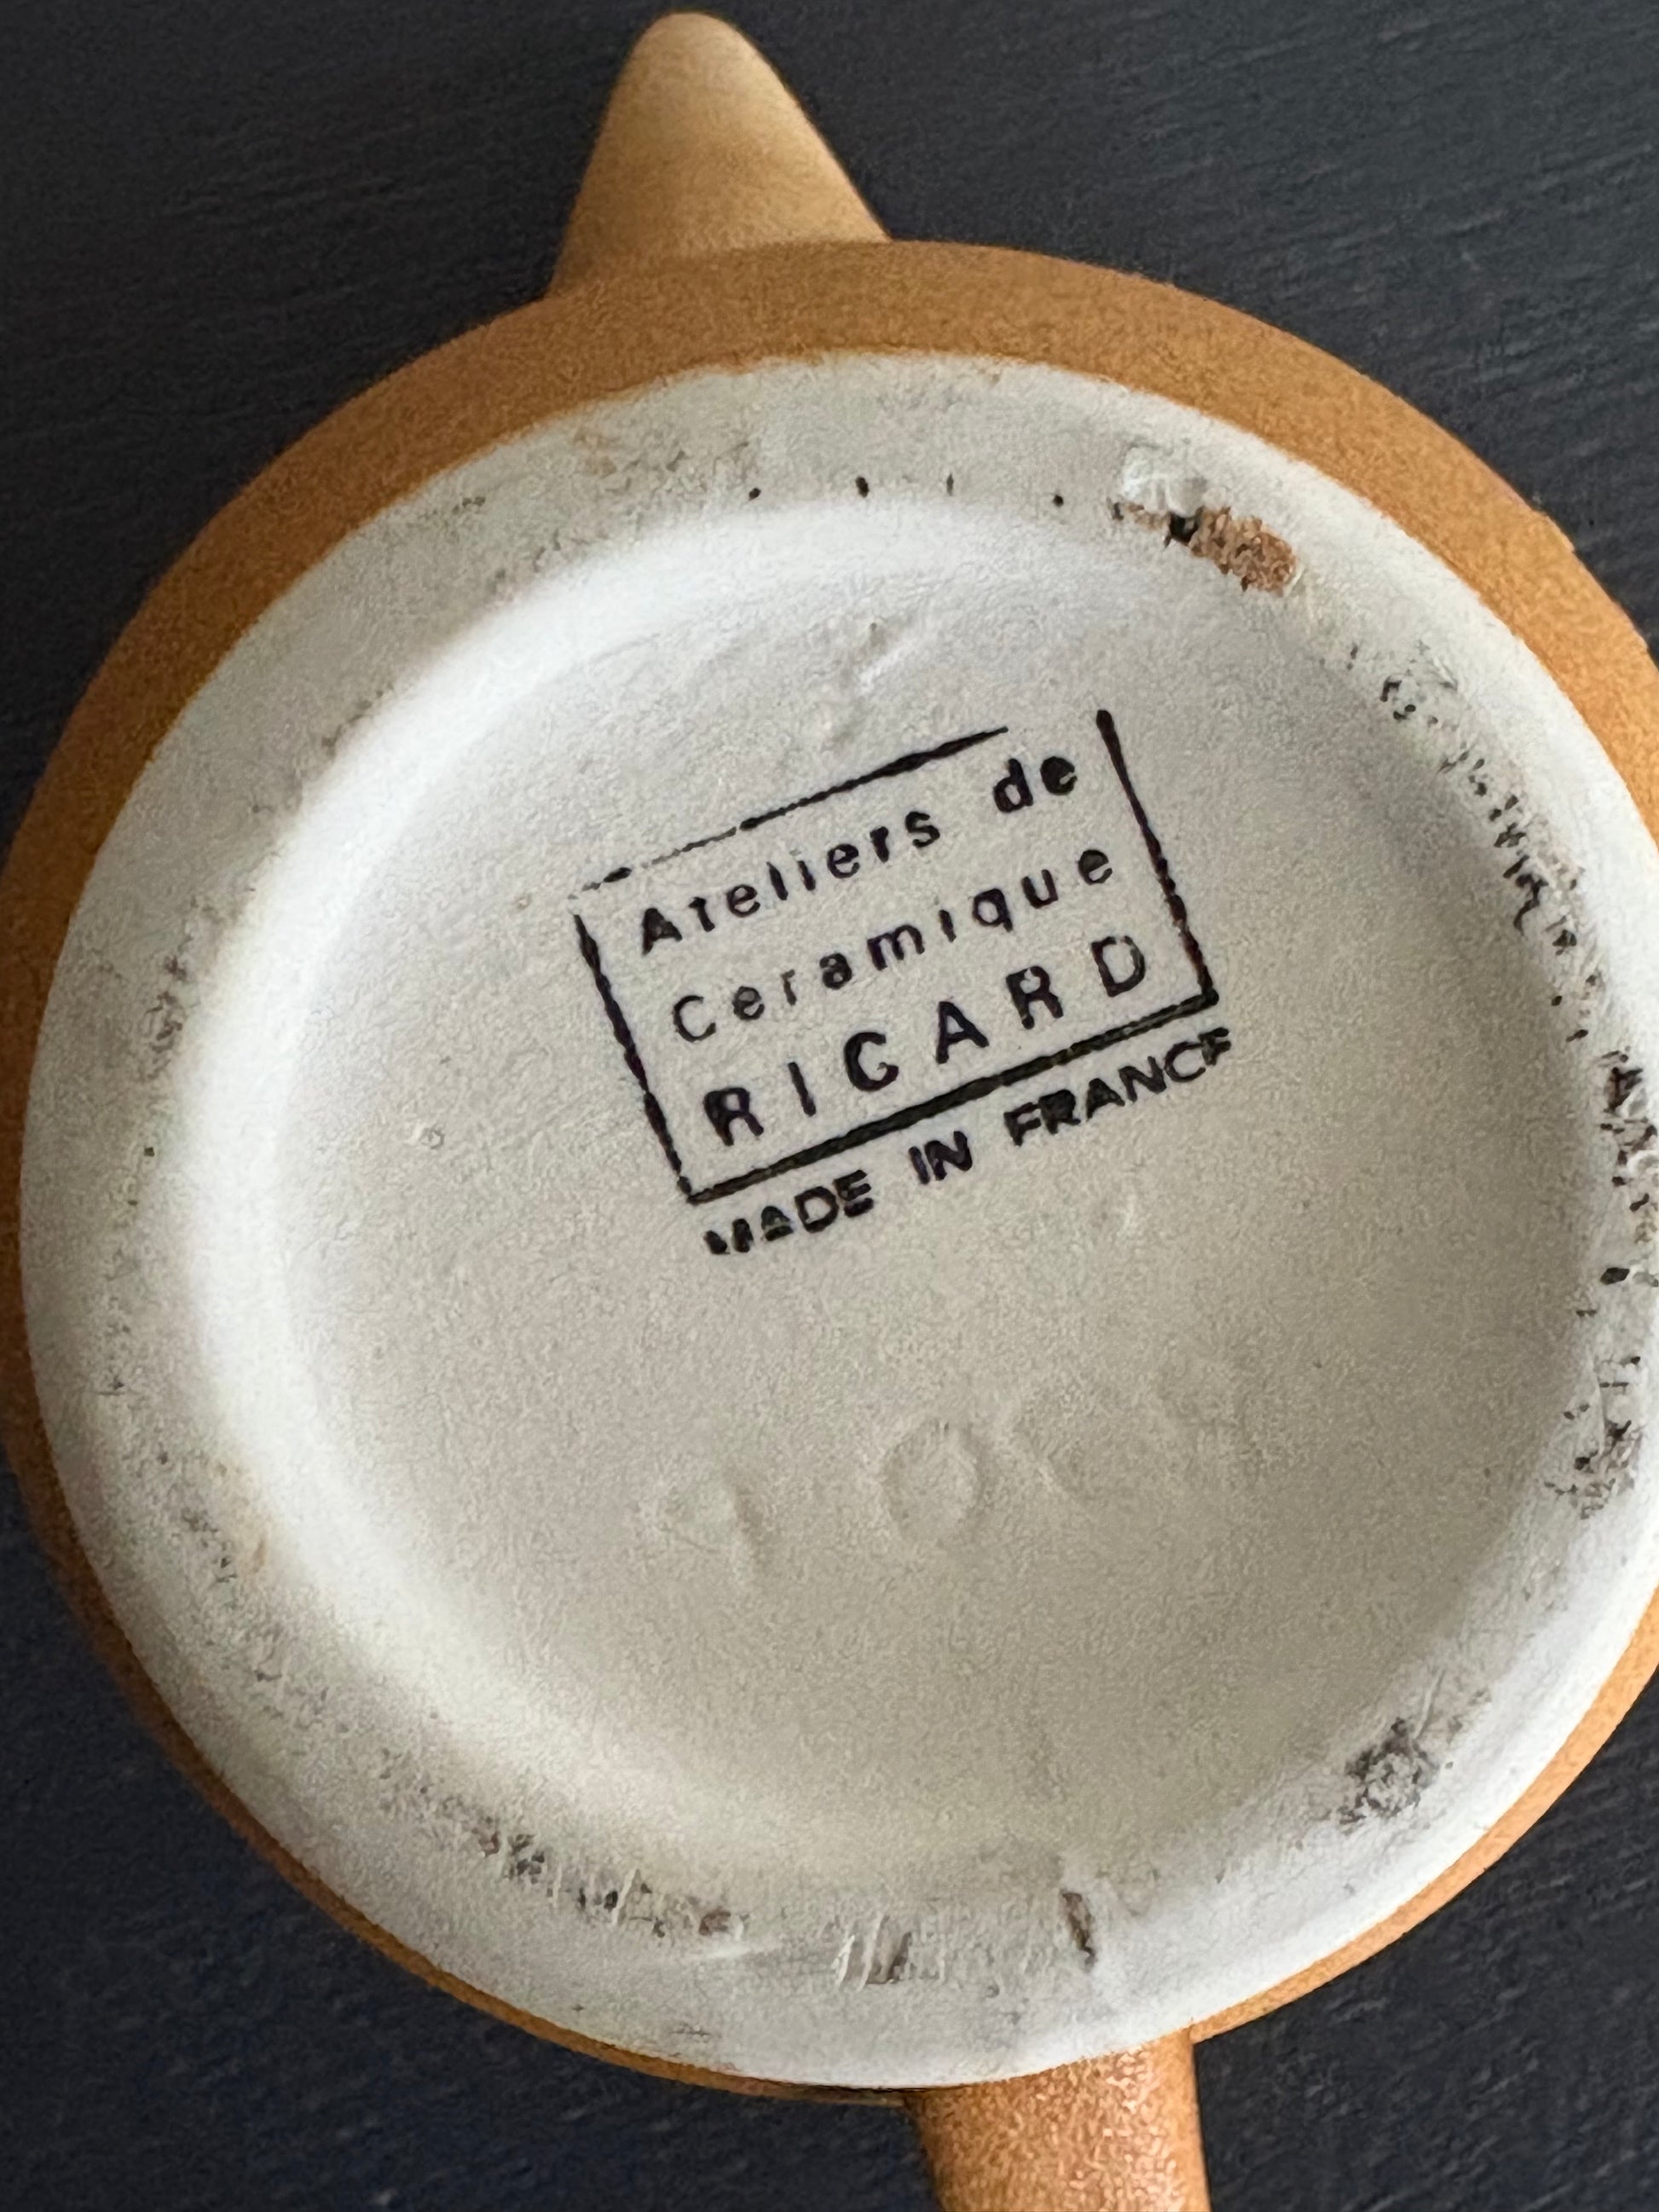 Ateliers de
Ceramique
RICARD
MADE IN FRANCE